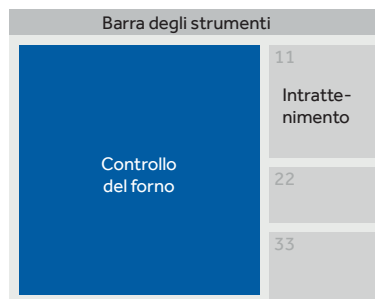 Barra degli strumenti
Controllo
del forno
11
Intratte-
nimento
22
33